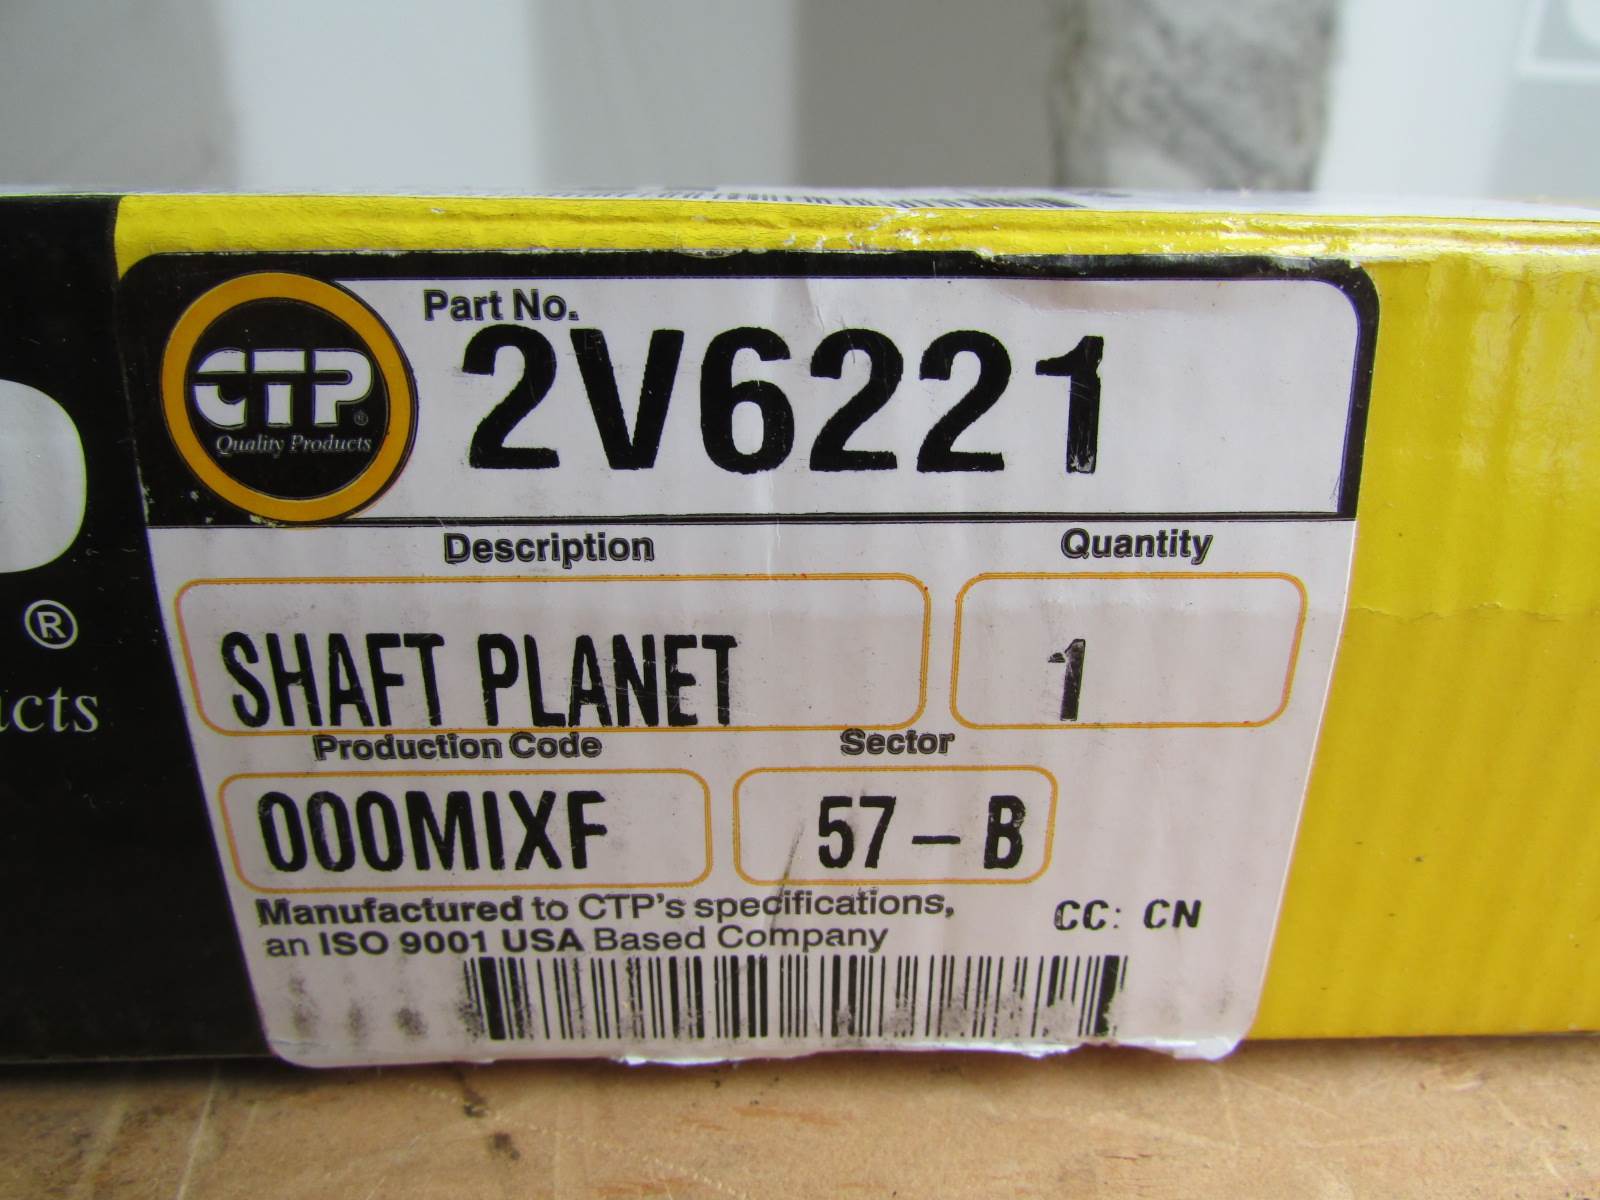 Part No.
2V6221
CTP®
Quality Products
Description
Quantity
SHAFT PLANET
1
Production Code
Sector
000MIXF
57 - B
Manufactured to CTP's specifications,
an ISO 9001 USA Based Company
CC: CN
®